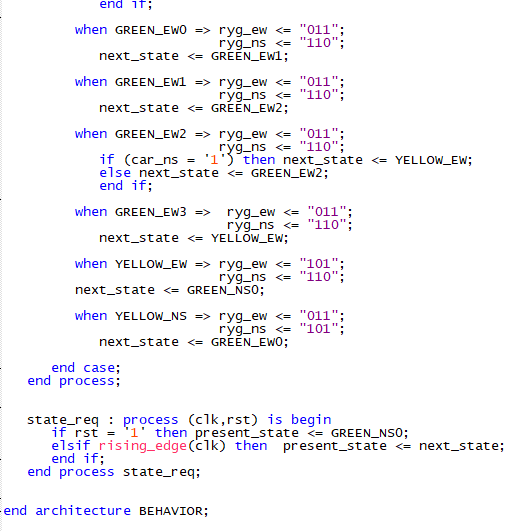 end if;
when GREEN_EW0 => ryg_ew <= "011";
ryg_ns <= "110";
next_state <= GREEN_EW1;
when GREEN_EW1 => ryg_ew <= "011";
ryg_ns <= "110";
next_state <= GREEN_EW2;
when GREEN_EW2 => ryg_ew <= "011";
ryg_ns <= "110";
if (car_ns = '1') then next_state <= YELLOW_EW;
else next_state <= GREEN_EW2;
end if;
when GREEN_EW3 =>  ryg_ew <= "011";
ryg_ns <= "110";
next_state <= YELLOW_EW;
when YELLOW_EW => ryg_ew <= "101";
ryg_ns <= "110";
next_state <= GREEN_NS0;
when YELLOW_NS => ryg_ew <= "011";
ryg_ns <= "101";
next_state <= GREEN_EW0;
end case;
end process;
state_req : process (clk,rst) is begin
if rst = '1' then present_state <= GREEN_NS0;
elsif rising_edge(clk) then  present_state <= next_state;
end if;
end process state_req;
end architecture BEHAVIOR;